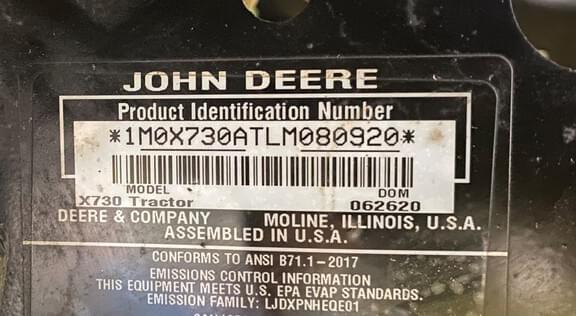 JOHN DEERE
Product Identification Number
*1M0X730ATLM080920*
MODEL DOM
X730 Tractor 062620
DEERE & COMPANY MOLINE, ILLINOIS, U.S.A.
ASSEMBLED IN U.S.A.
CONFORMS TO ANSI B71.1-2017
EMISSIONS CONTROL INFORMATION
THIS EQUIPMENT MEETS U.S. EPA EVAP STANDARDS.
EMISSION FAMILY: LJDXPNHEQE01